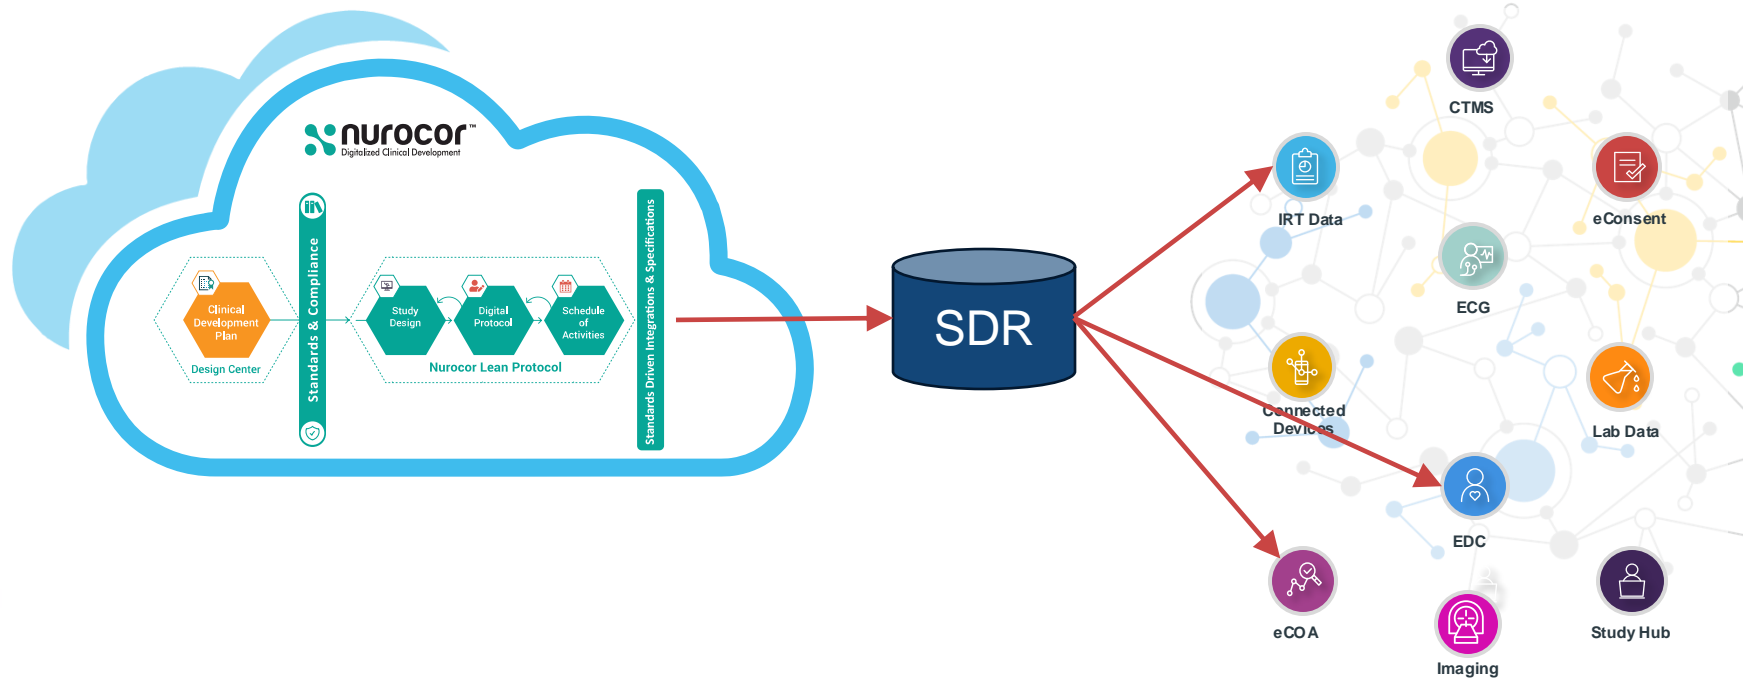 nurocor™
Digitalized Clinical Development
Clinical
Development
Plan
Design Center
Standards & Compliance
Study
Design
Digital
Protocol
Schedule
of
Activities
Nurocor Lean Protocol
Standards Driven Integrations & Specifications
SDR
CTMS
IRT Data
eConsent
ECG
Connected
Devices
Lab Data
EDC
eCOA
Imaging
Study Hub